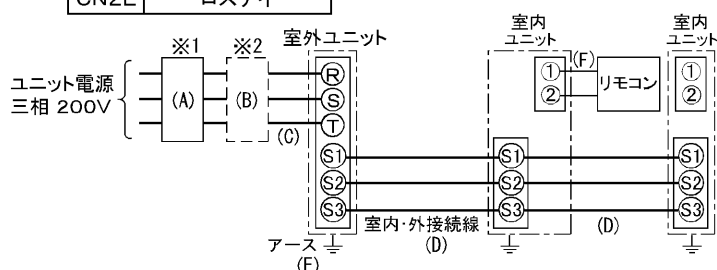 CN2L
ロスナイ
※1
※2
室外ユニット
室内
ユニット
室内
ユニット
ユニット電源
三相 200V
(A)
(B)
(C)
R
S
T
S1
S2
S3
アース
(E)
室内・外接続線
(D)
①
②
(F)
リモコン
S1
S2
S3
(D)
①
②
S1
S2
S3